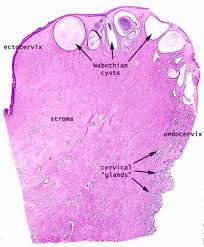 ectocervix
Nabothian
cysts
stroma
endocervix
cervical
"glands"